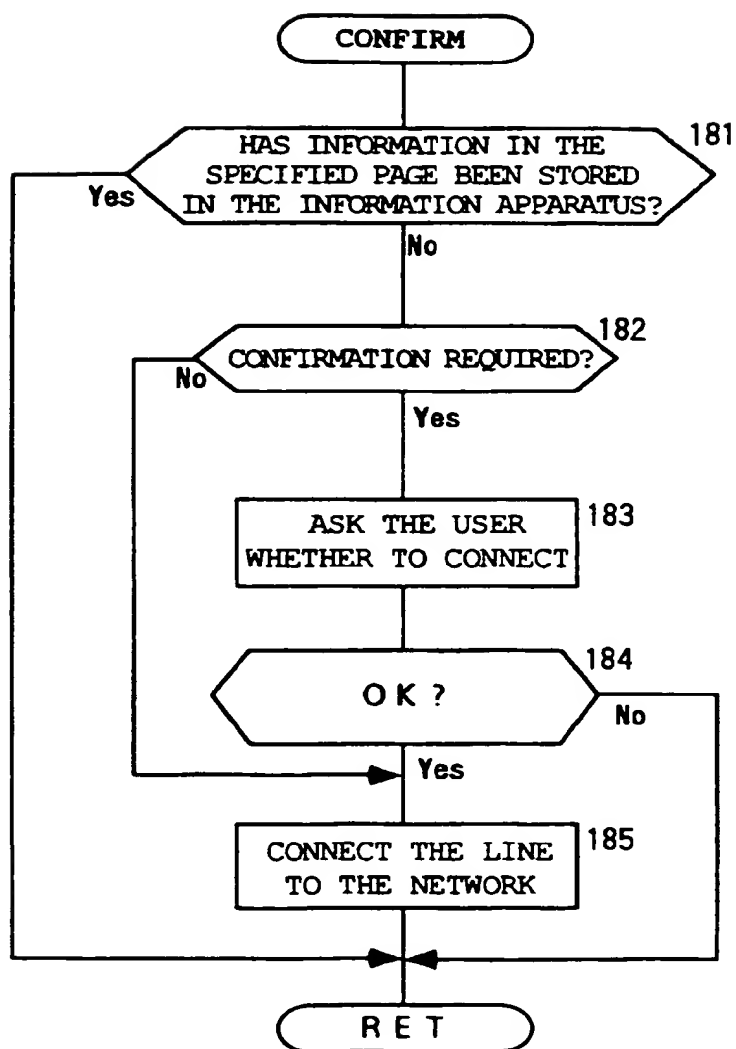 CONFIRM
181
HAS INFORMATION IN THE
SPECIFIED PAGE BEEN STORED
IN THE INFORMATION APPARATUS?
Yes
No
182
CONFIRMATION REQUIRED?
No
Yes
183
ASK THE USER
WHETHER TO CONNECT
184
OK?
No
Yes
185
CONNECT THE LINE
TO THE NETWORK
RET